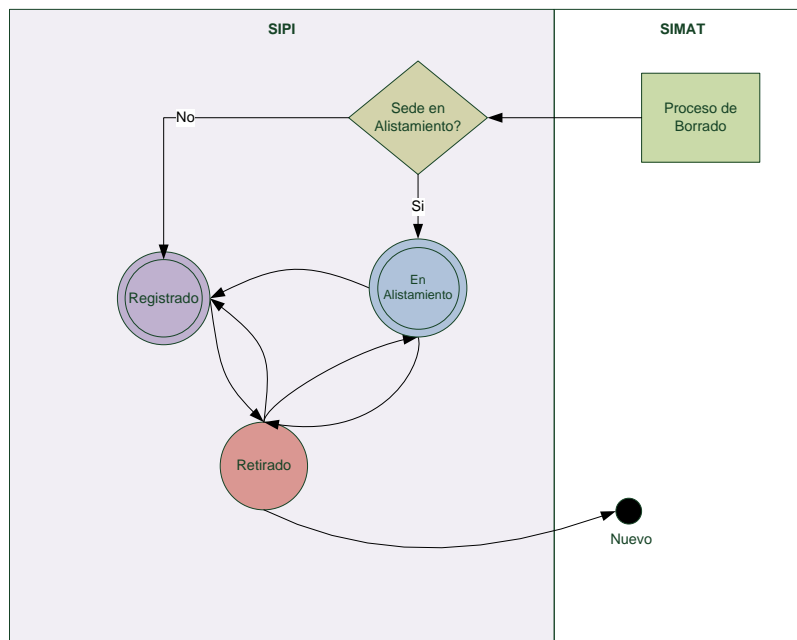 SIPI
SIMAT
Sede en
Alistamiento?
Proceso de
Borrado
No
Si
Registrado
En
Alistamiento
Retirado
Nuevo